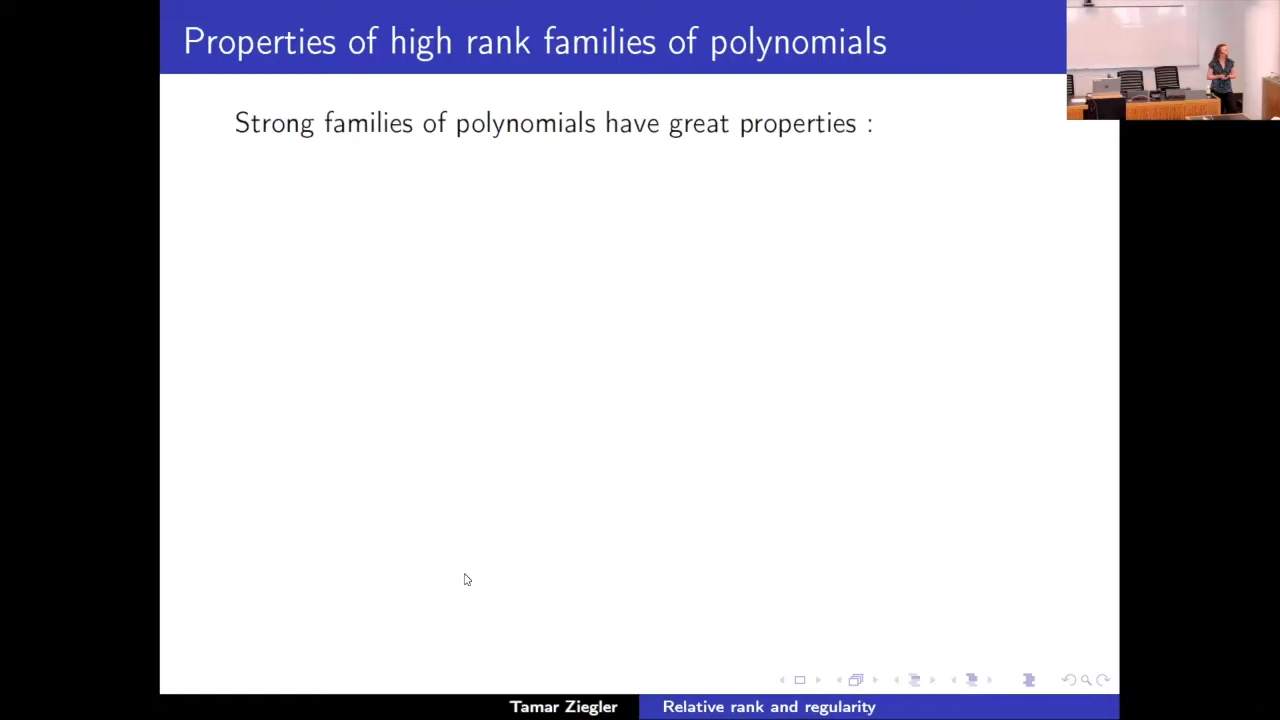 Properties of high rank families of polynomials
Strong families of polynomials have great properties :
Tamar Ziegler
Relative rank and regularity